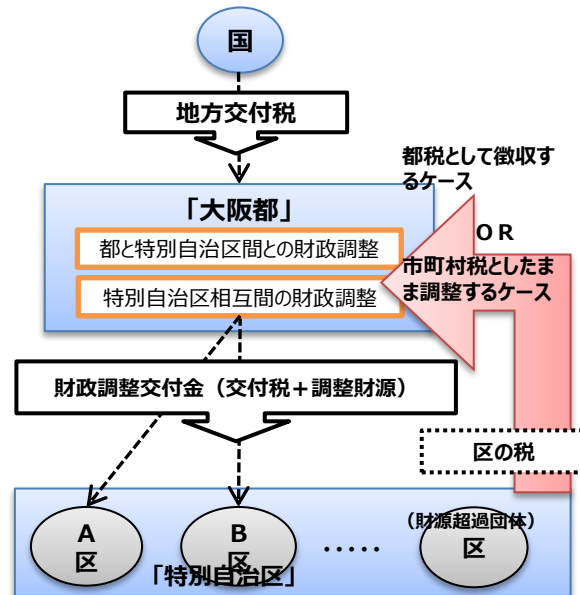 国
地方交付税
都税として徴収す
るケース
「大阪都」
OR
都と特別自治区間との財政調整
市町村税としたま
ま調整するケース
特別自治区相互間の財政調整
財政調整交付金（交付税＋調整財源）
区の税
（財源超過団体）
A
区
B
区
・・・・・
区
「特別自治区」